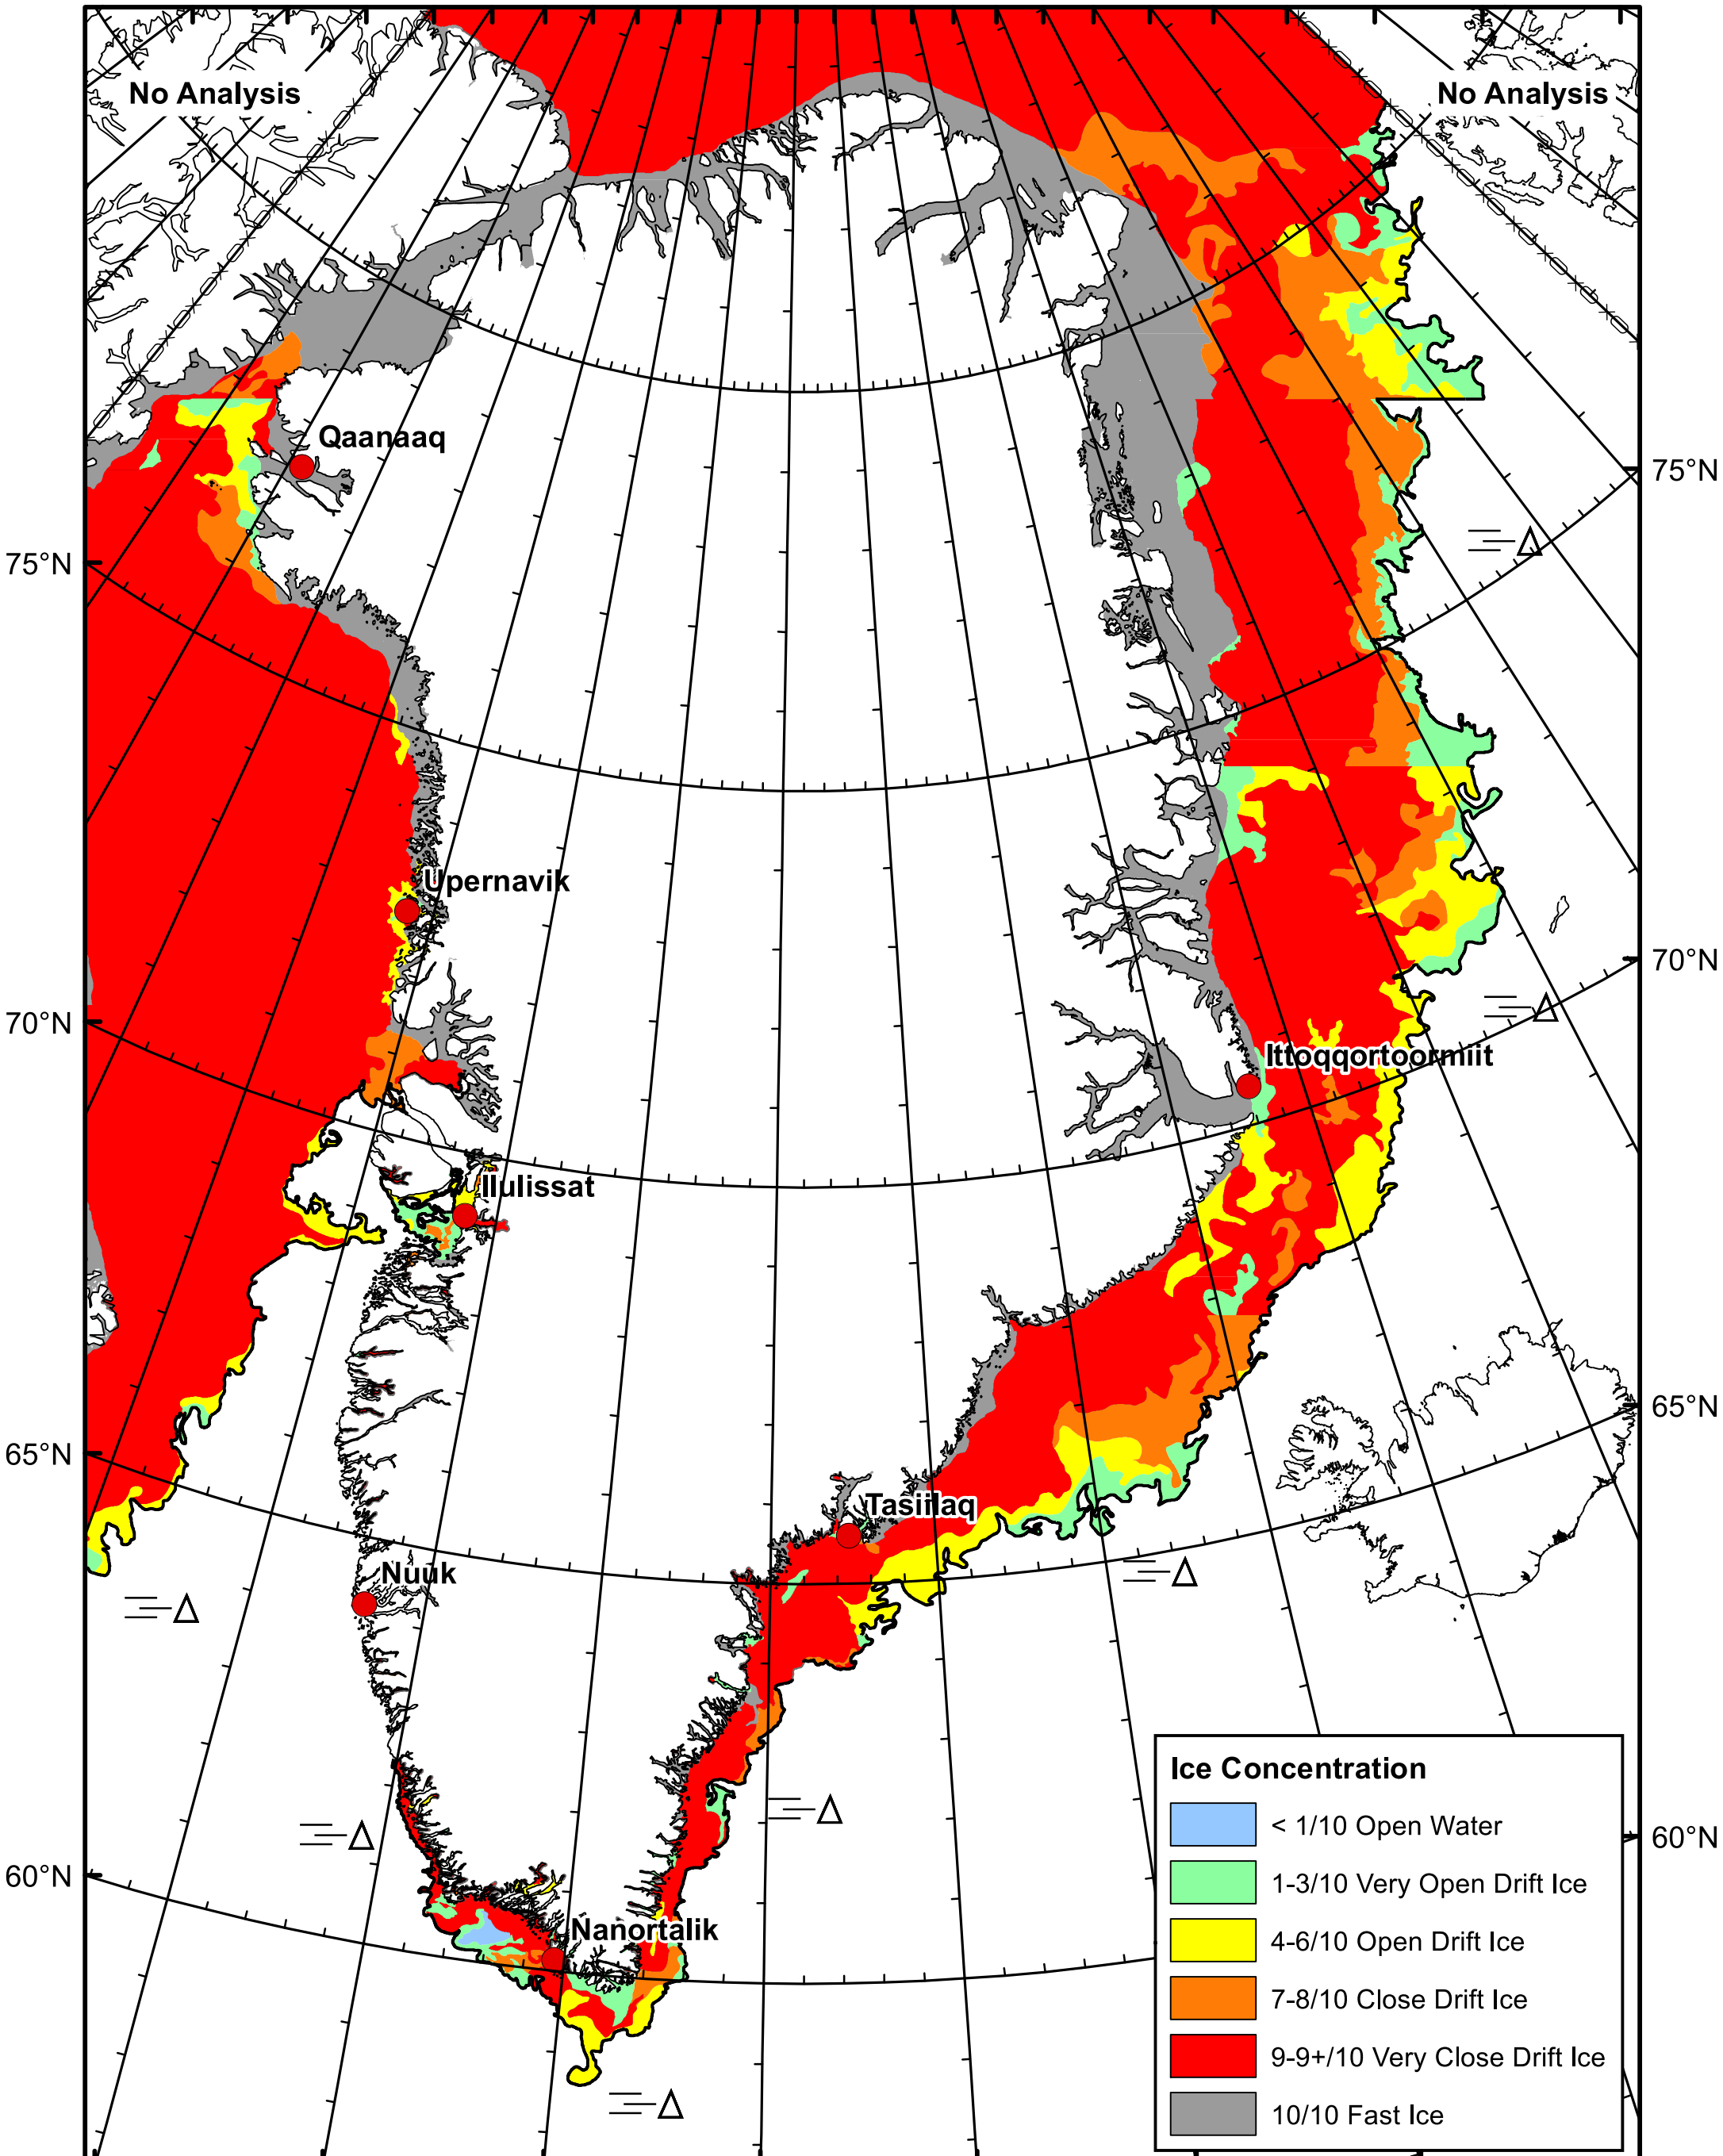 No Analysis
No Analysis
Qaanaaq
75°N
75°N
Upernavik
70°N
70°N
Ittoqqortoormiit
Ilulissat
65°N
65°N
Tasiilaq
Nuuk
60°N
60°N
Nanortalik
Ice Concentration
< 1/10 Open Water
1-3/10 Very Open Drift Ice
4-6/10 Open Drift Ice
7-8/10 Close Drift Ice
9-9+/10 Very Close Drift Ice
10/10 Fast Ice